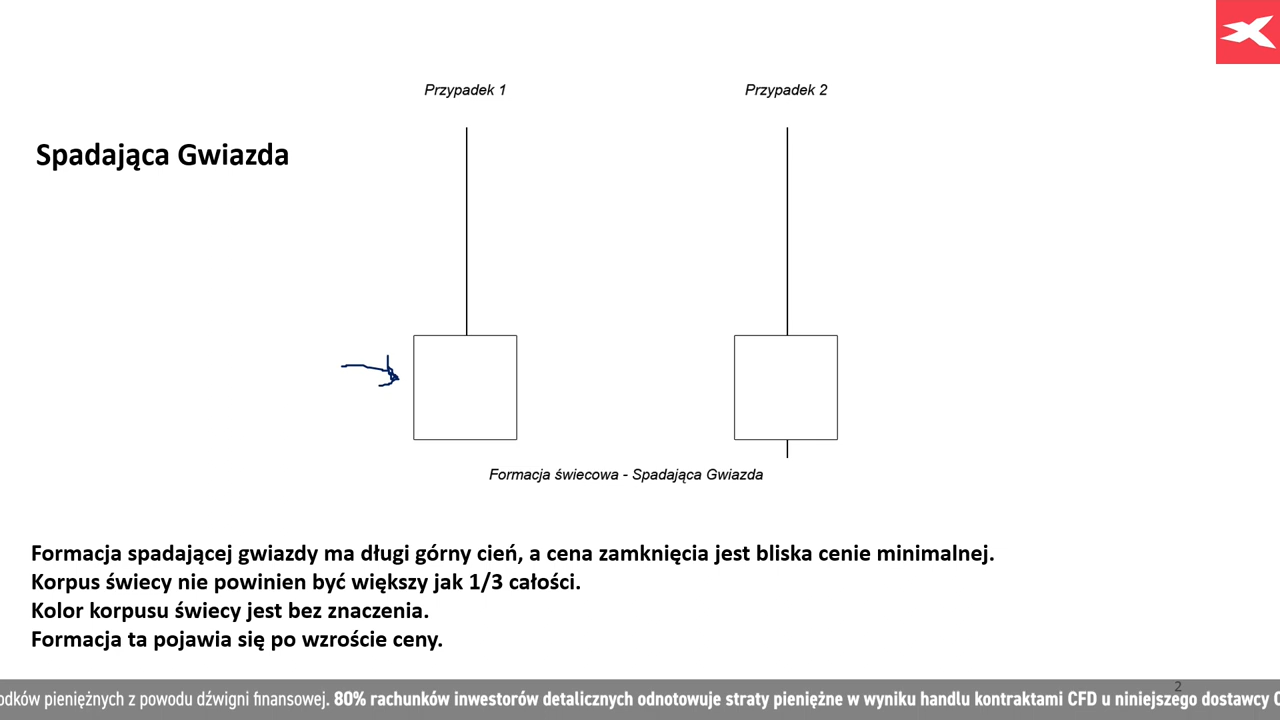 Przypadek 1
Przypadek 2
Spadająca Gwiazda
Formacja świecowa - Spadająca Gwiazda
Formacja spadającej gwiazdy ma długi górny cień, a cena zamknięcia jest bliska cenie minimalnej.
Korpus świecy nie powinien być większy jak 1/3 całości.
Kolor korpusu świecy jest bez znaczenia.
Formacja ta pojawia się po wzroście ceny.
2
odków pieniężnych z powodu dźwigni finansowej. 80% rachunków inwestorów detalicznych odnotowuje straty pieniężne w wyniku handlu kontraktami CFD u niniejszego dostawcy